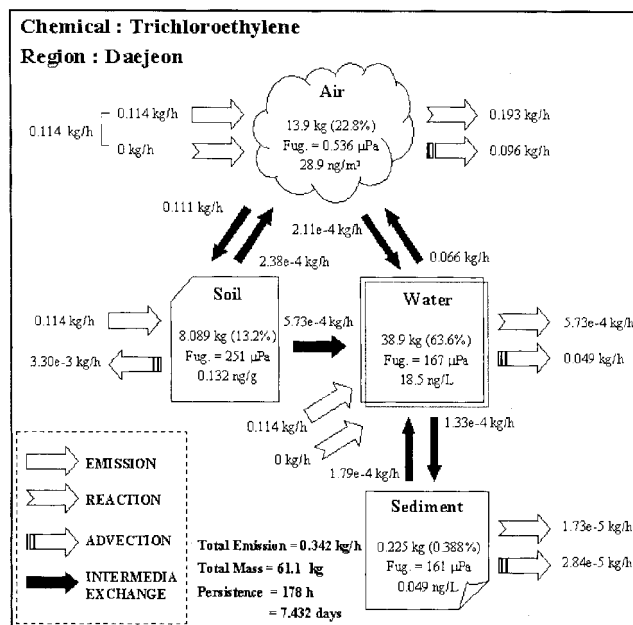 Chemical : Trichloroethylene
Region : Daejeon
Air
13.9 kg (22.8%)
Fug. = 0.536 µPa
28.9 ng/m³
0.114 kg/h
0.114 kg/h
0 kg/h
0.193 kg/h
0.096 kg/h
0.111 kg/h
2.38e-4 kg/h
2.11e-4 kg/h
0.066 kg/h
Soil
8.089 kg (13.2%)
Fug. = 251 µPa
0.132 ng/g
0.114 kg/h
3.30e-3 kg/h
5.73e-4 kg/h
Water
38.9 kg (63.6%)
Fug. = 167 µPa
18.5 ng/L
5.73e-4 kg/h
0.049 kg/h
0.114 kg/h
0 kg/h
1.79e-4 kg/h
1.33e-4 kg/h
Sediment
0.225 kg (0.388%)
Fug. = 161 µPa
0.049 ng/L
1.73e-5 kg/h
2.84e-5 kg/h
EMISSION
REACTION
ADVECTION
INTERMEDIA
EXCHANGE
Total Emission = 0.342 kg/h
Total Mass = 61.1 kg
Persistence = 178 h
= 7.432 days